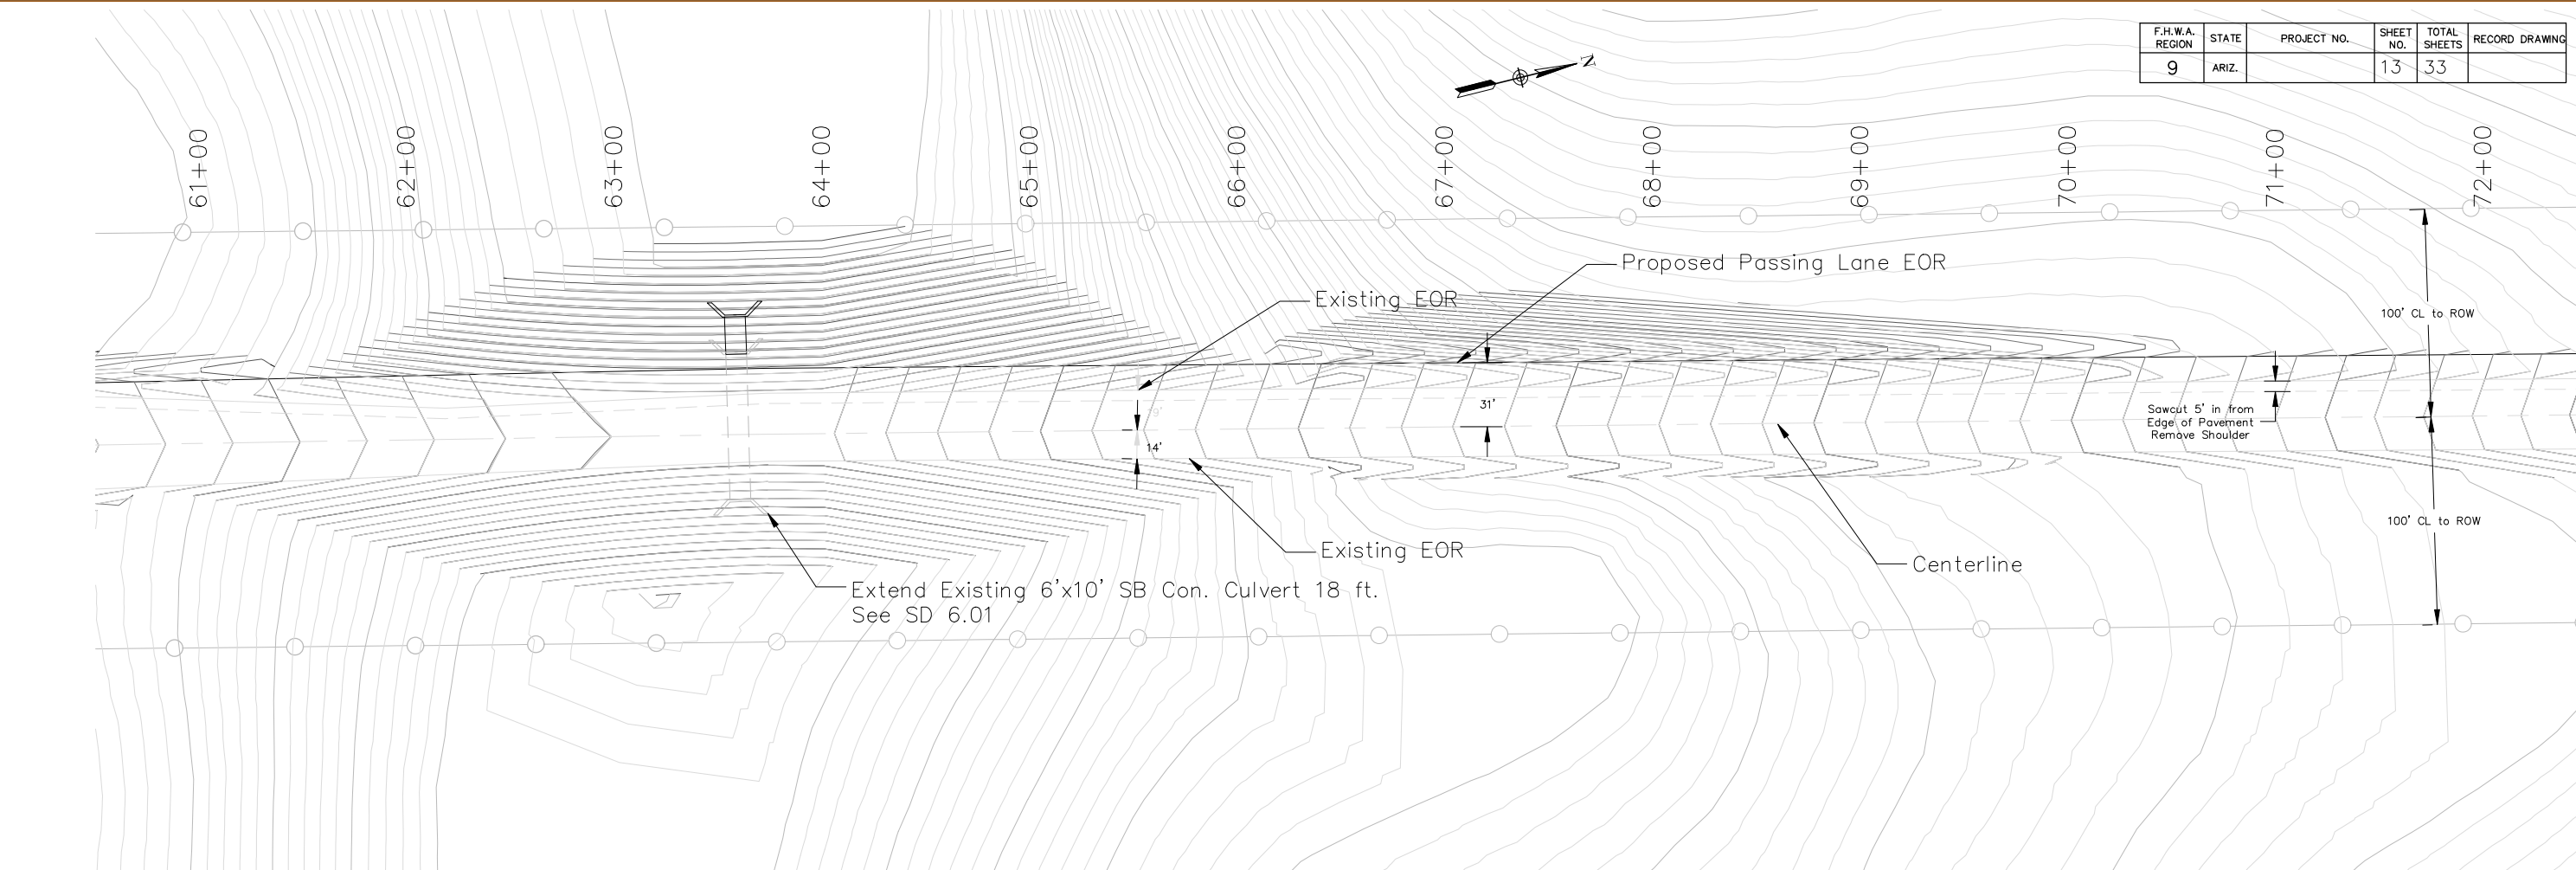 F.H.W.A. REGION STATE PROJECT NO. SHEET NO. TOTAL SHEETS RECORD DRAWING
9 ARIZ. 13 33
N
61+00 62+00 63+00 64+00 65+00 66+00 67+00 68+00 69+00 70+00 71+00 72+00
Proposed Passing Lane EOR
Existing EOR
100' CL to ROW
31'
19'
14'
Sawcut 5' in from
Edge of Pavement
Remove Shoulder
100' CL to ROW
Existing EOR
Centerline
Extend Existing 6'x10' SB Con. Culvert 18 ft.
See SD 6.01